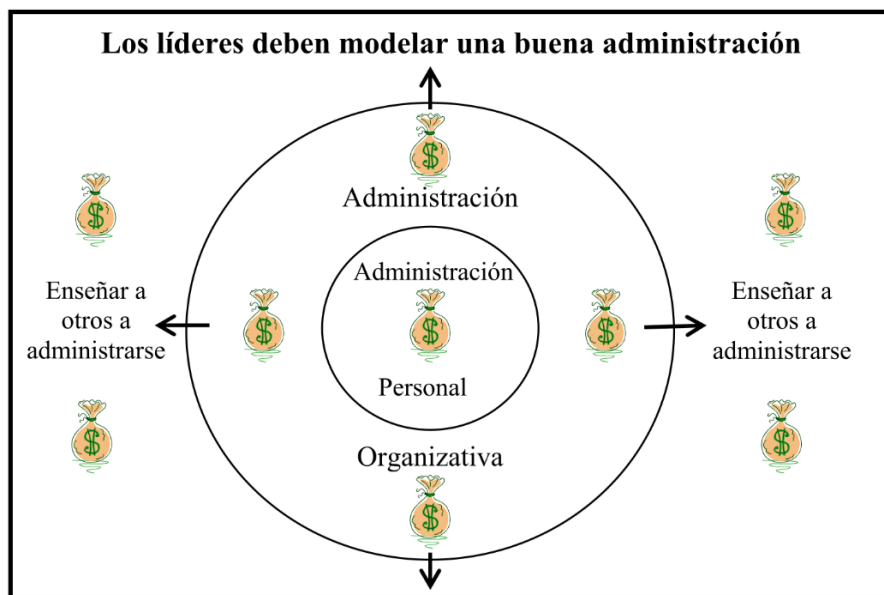 Los líderes deben modelar una buena administración
$
Administración
$
$
Administración
Enseñar a
otros a
administrarse
$
$
$
Enseñar a
otros a
administrarse
Personal
$
$
Organizativa
$